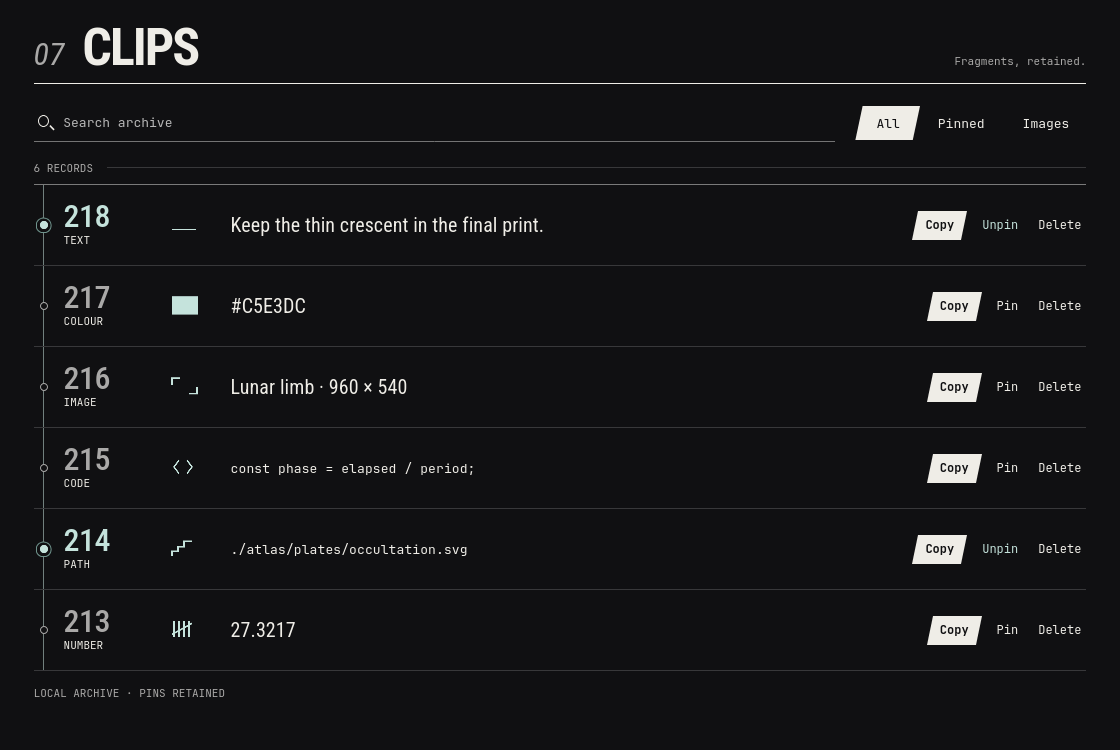 07 CLIPS
Fragments, retained.
Search archive
All Pinned Images
6 RECORDS
218
TEXT
Keep the thin crescent in the final print.
Copy Unpin Delete
217
COLOUR
#C5E3DC
Copy Pin Delete
216
IMAGE
Lunar limb · 960 × 540
Copy Pin Delete
215
CODE
const phase = elapsed / period;
Copy Pin Delete
214
PATH
./atlas/plates/occultation.svg
Copy Unpin Delete
213
NUMBER
27.3217
Copy Pin Delete
LOCAL ARCHIVE · PINS RETAINED